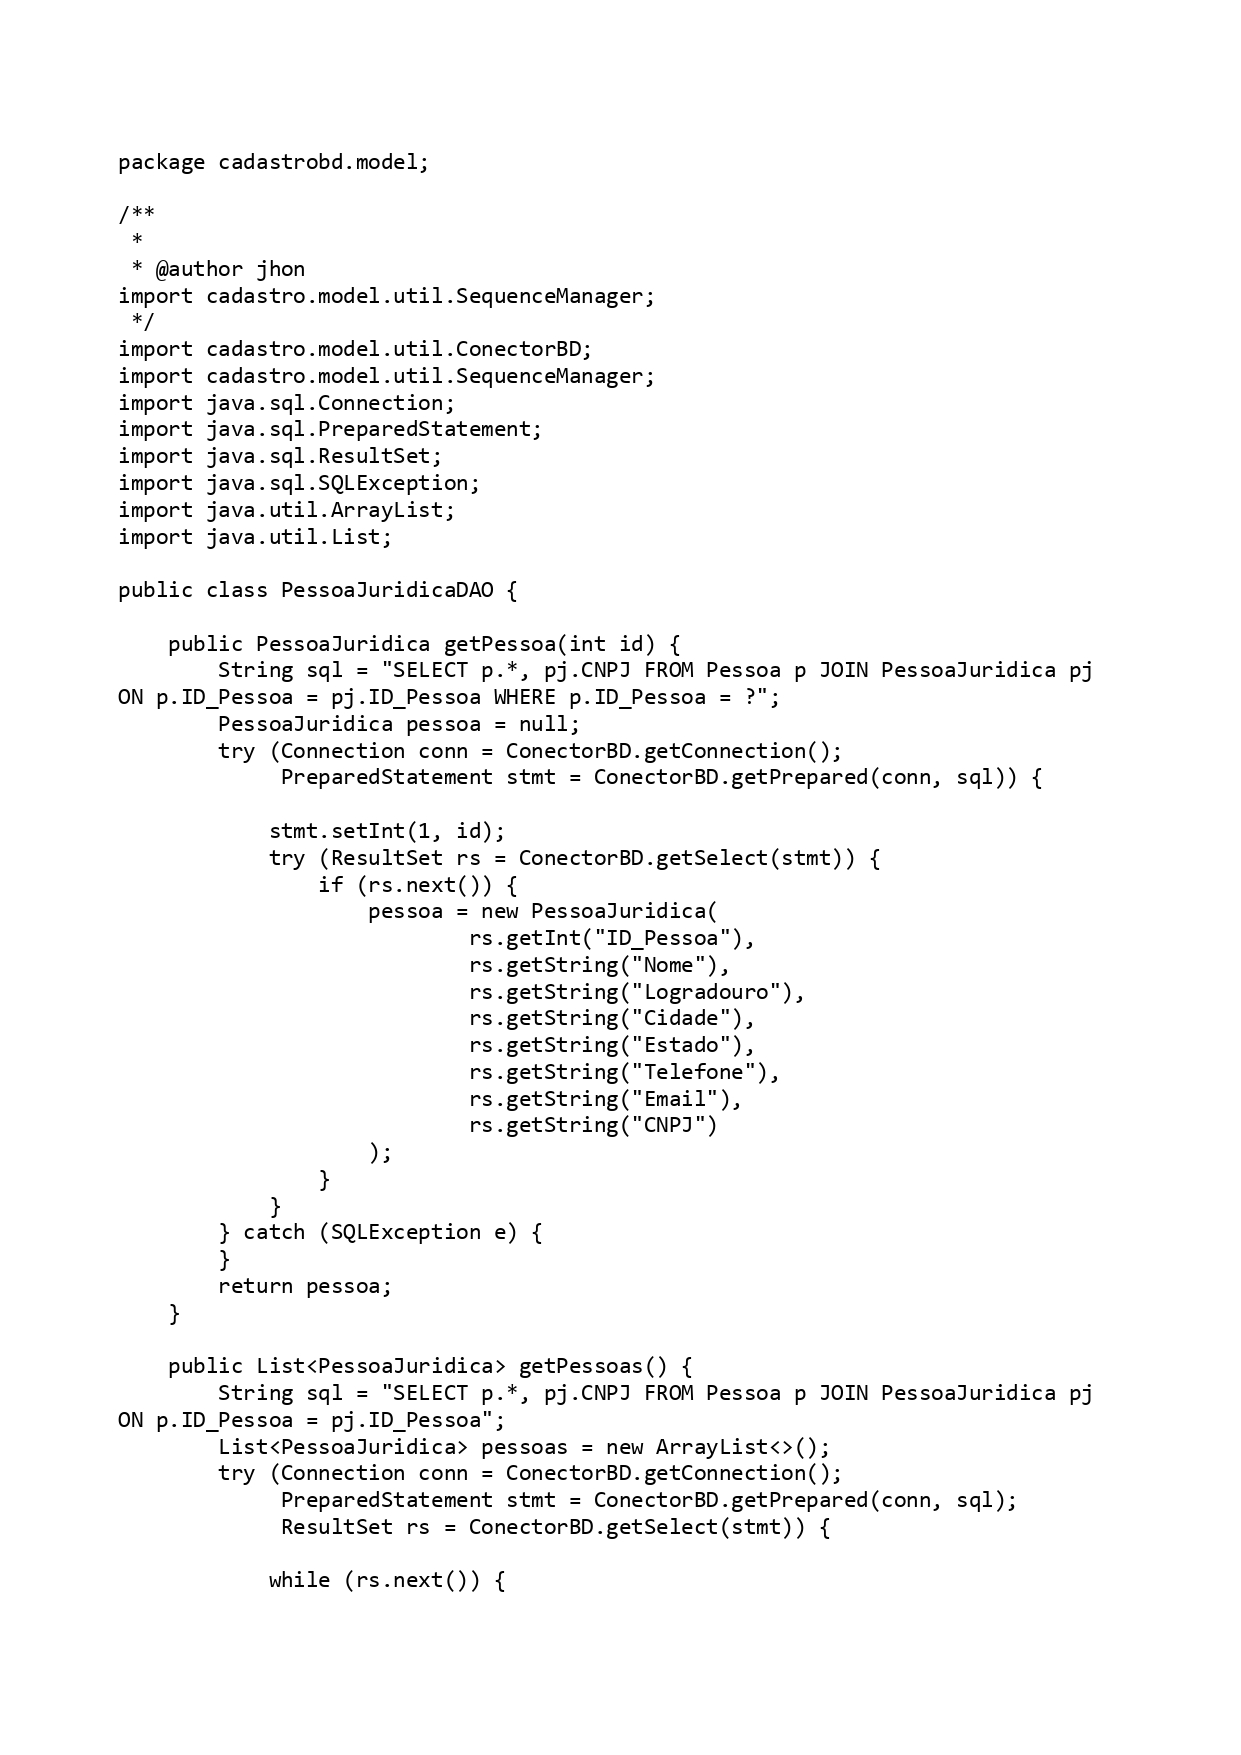 package cadastrobd.model;

/**
 *
 * @author jhon
import cadastro.model.util.SequenceManager;
 */
import cadastro.model.util.ConectorBD;
import cadastro.model.util.SequenceManager;
import java.sql.Connection;
import java.sql.PreparedStatement;
import java.sql.ResultSet;
import java.sql.SQLException;
import java.util.ArrayList;
import java.util.List;

public class PessoaJuridicaDAO {

    public PessoaJuridica getPessoa(int id) {
        String sql = "SELECT p.*, pj.CNPJ FROM Pessoa p JOIN PessoaJuridica pj
ON p.ID_Pessoa = pj.ID_Pessoa WHERE p.ID_Pessoa = ?";
        PessoaJuridica pessoa = null;
        try (Connection conn = ConectorBD.getConnection();
             PreparedStatement stmt = ConectorBD.getPrepared(conn, sql)) {

            stmt.setInt(1, id);
            try (ResultSet rs = ConectorBD.getSelect(stmt)) {
                if (rs.next()) {
                    pessoa = new PessoaJuridica(
                            rs.getInt("ID_Pessoa"),
                            rs.getString("Nome"),
                            rs.getString("Logradouro"),
                            rs.getString("Cidade"),
                            rs.getString("Estado"),
                            rs.getString("Telefone"),
                            rs.getString("Email"),
                            rs.getString("CNPJ")
                    );
                }
            }
        } catch (SQLException e) {
        }
        return pessoa;
    }

    public List<PessoaJuridica> getPessoas() {
        String sql = "SELECT p.*, pj.CNPJ FROM Pessoa p JOIN PessoaJuridica pj
ON p.ID_Pessoa = pj.ID_Pessoa";
        List<PessoaJuridica> pessoas = new ArrayList<>();
        try (Connection conn = ConectorBD.getConnection();
             PreparedStatement stmt = ConectorBD.getPrepared(conn, sql);
             ResultSet rs = ConectorBD.getSelect(stmt)) {

            while (rs.next()) {